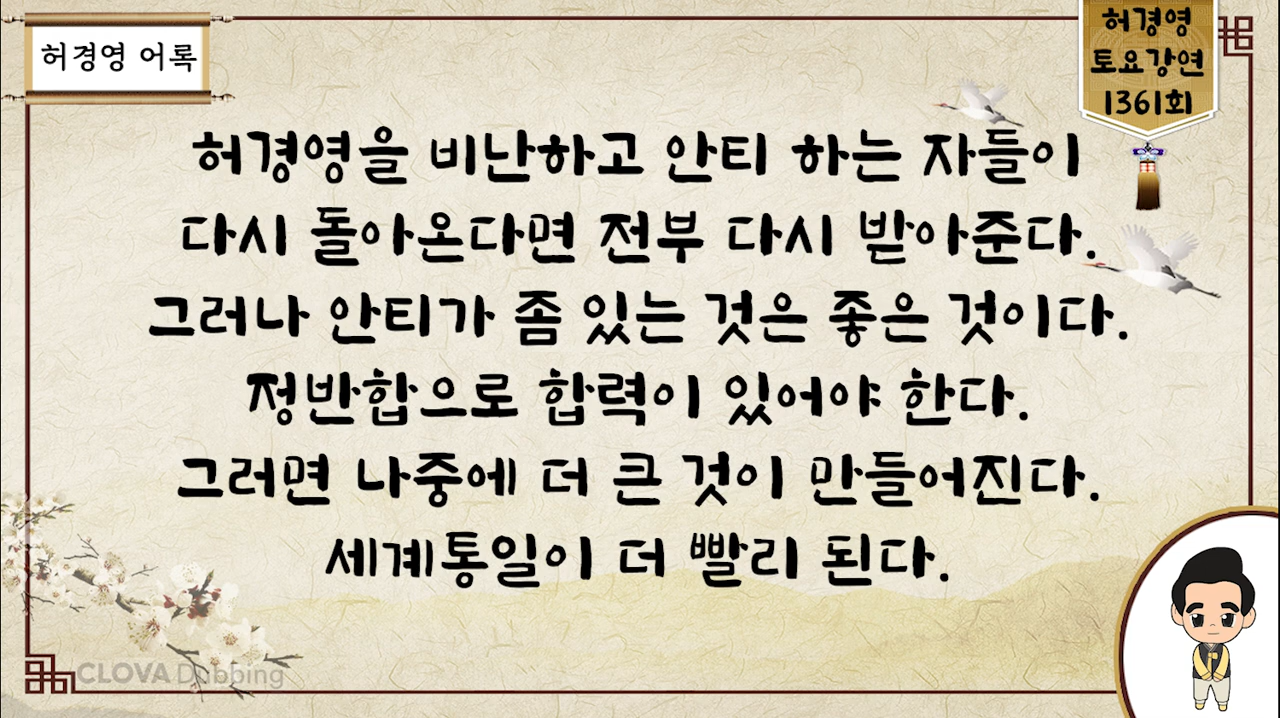 허경영 어록
허경영
토요강연
1361회
허경영을 비난하고 안티 하는 자들이
다시 돌아온다면 전부 다시 받아준다.
그러나 안티가 좀 있는 것은 좋은 것이다.
정반합으로 합력이 있어야 한다.
그러면 나중에 더 큰 것이 만들어진다.
세계통일이 더 빨리 된다.
CLOVA Dubbing